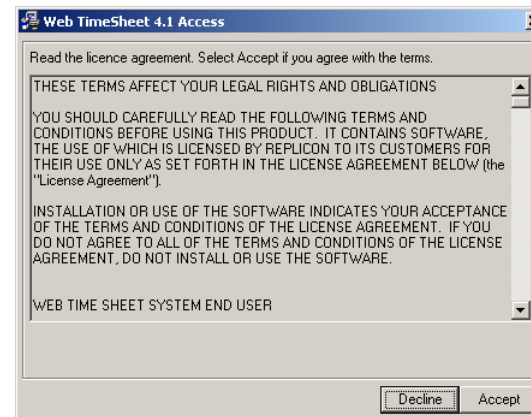 Web TimeSheet 4.1 Access
Read the licence agreement. Select Accept if you agree with the terms.
THESE TERMS AFFECT YOUR LEGAL RIGHTS AND OBLIGATIONS
YOU SHOULD CAREFULLY READ THE FOLLOWING TERMS AND
CONDITIONS BEFORE USING THIS PRODUCT.  IT CONTAINS SOFTWARE,
THE USE OF WHICH IS LICENSED BY REPLICON TO ITS CUSTOMERS FOR
THEIR USE ONLY AS SET FORTH IN THE LICENSE AGREEMENT BELOW (the
"License Agreement").
INSTALLATION OR USE OF THE SOFTWARE INDICATES YOUR ACCEPTANCE
OF THE TERMS AND CONDITIONS OF THE LICENSE AGREEMENT.  IF YOU
DO NOT AGREE TO ALL OF THE TERMS AND CONDITIONS OF THE LICENSE
AGREEMENT, DO NOT INSTALL OR USE THE SOFTWARE.
WEB TIME SHEET SYSTEM END USER
Decline Accept